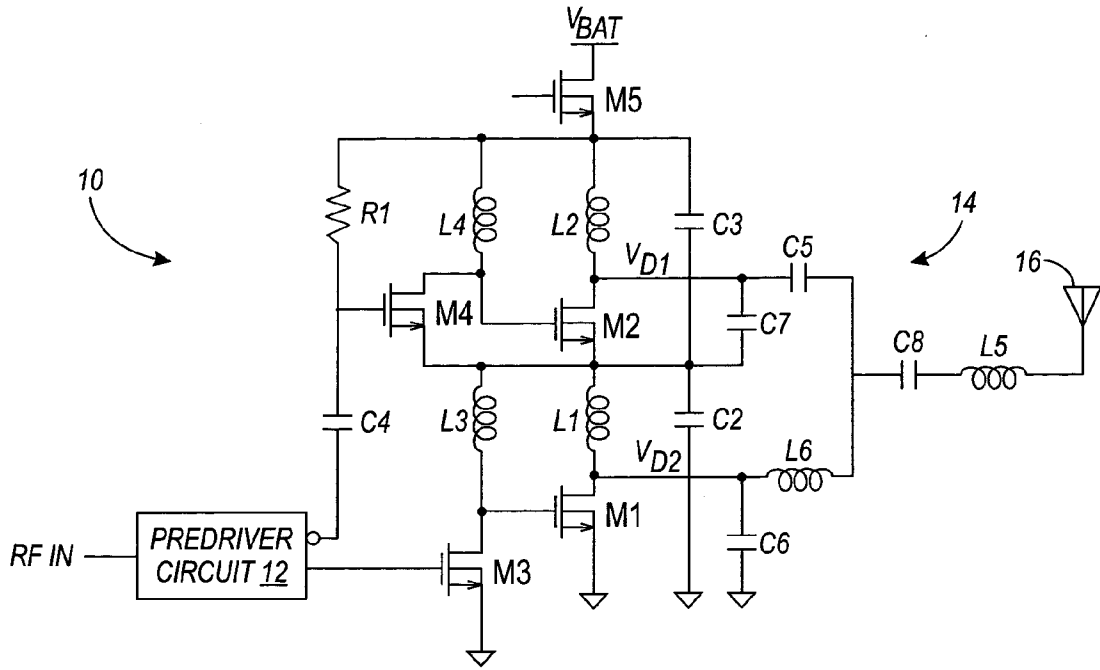 V_BAT
M5
10
R1
L4
L2
C3
14
V_D1
C5
16
M4
M2
C7
C8
L5
C4
L3
L1
C2
V_D2
L6
RF IN
PREDRIVER
CIRCUIT 12
M3
M1
C6